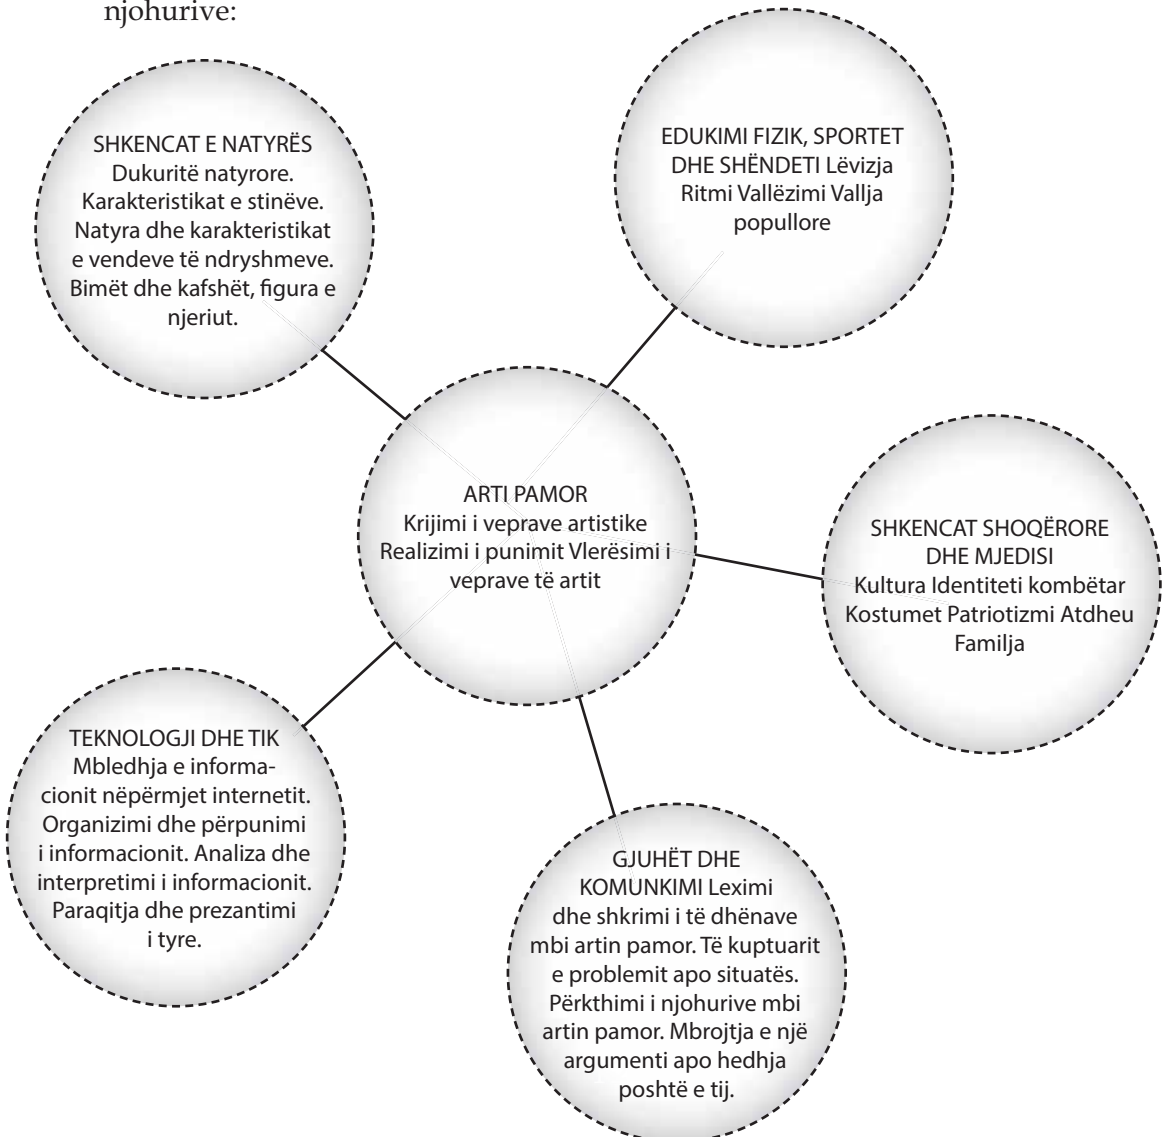 njohurive:
SHKENCAT E NATYRËS
Dukuritë natyrore.
Karakteristikat e stinëve.
Natyra dhe karakteristikat
e vendeve të ndryshmeve.
Bimët dhe kafshët, figura e
njeriut.
EDUKIMI FIZIK, SPORTET
DHE SHËNDETI Lëvizja
Ritmi Vallëzimi Vallja
popullore
ARTI PAMOR
Krijimi i veprave artistike
Realizimi i punimit Vlerësimi i
veprave të artit
SHKENCAT SHOQËRORE
DHE MJEDISI
Kultura Identiteti kombëtar
Kostumet Patriotizmi Atdheu
Familja
TEKNOLOGJI DHE TIK
Mbledhja e informa-
cionit nëpërmjet internetit.
Organizimi dhe përpunimi
i informacionit. Analiza dhe
interpretimi i informacionit.
Paraqitja dhe prezantimi
i tyre.
GJUHËT DHE
KOMUNKIMI Leximi
dhe shkrimi i të dhënave
mbi artin pamor. Të kuptuarit
e problemit apo situatës.
Përkthimi i njohurive mbi
artin pamor. Mbrojtja e një
argumenti apo hedhja
poshtë e tij.